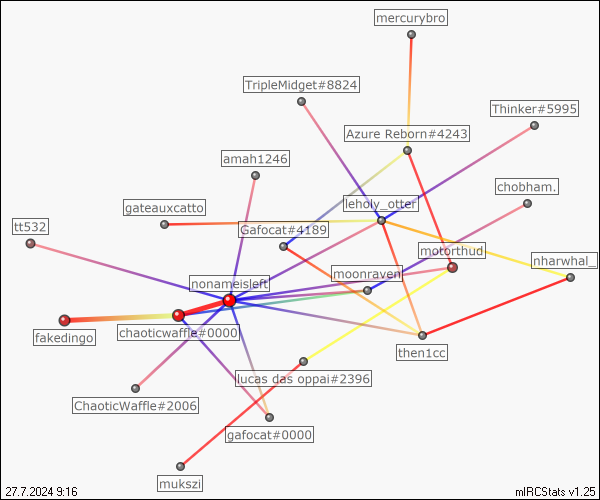 mercurybro
TripleMidget#8824
Thinker#5995
Azure Reborn#4243
amah1246
chobham.
leholy_otter
gateauxcatto
tt532
Gafocat#4189
motorthud
nharwhal_
moonraven
nonameisleft
fakedingo
chaoticwaffle#0000
then1cc
lucas das oppai#2396
ChaoticWaffle#2006
gafocat#0000
mukszi
27.7.2024 9:16
mIRCStats v1.25